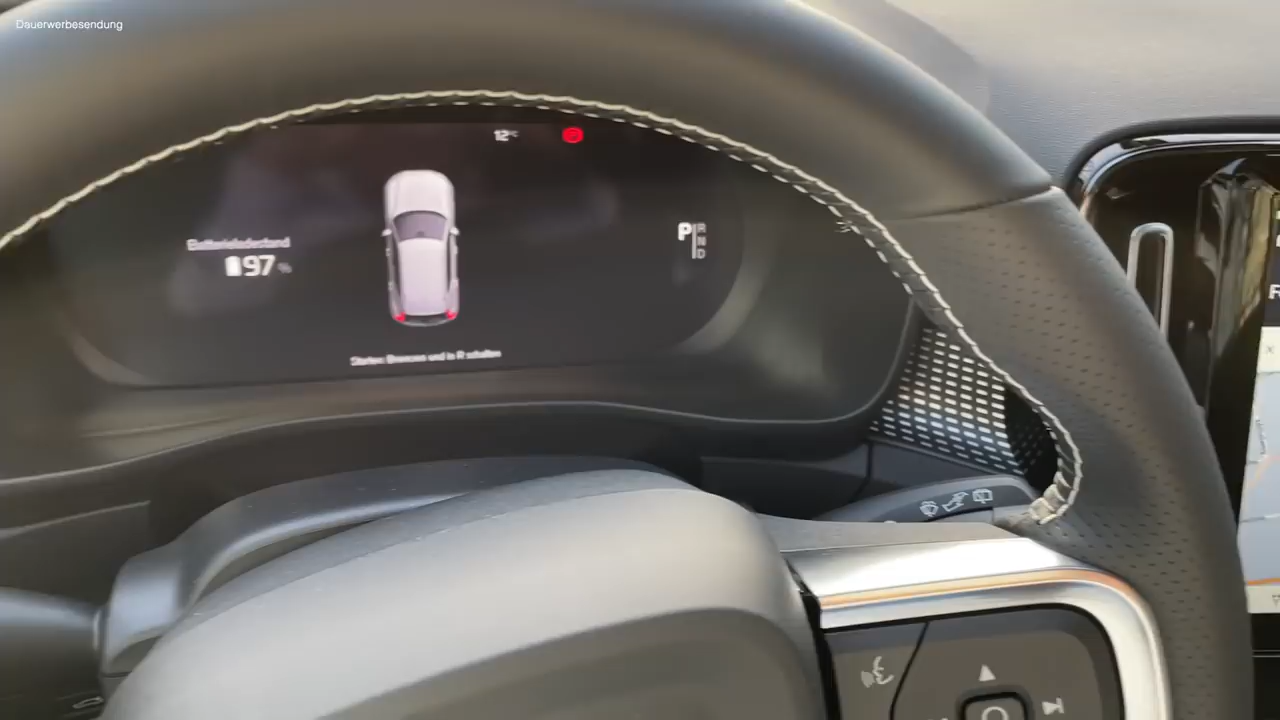 Dauerwerbesendung
12°C
Batterieladestand
97 %
P
R
N
D
Starten: Bremsen und in R schalten